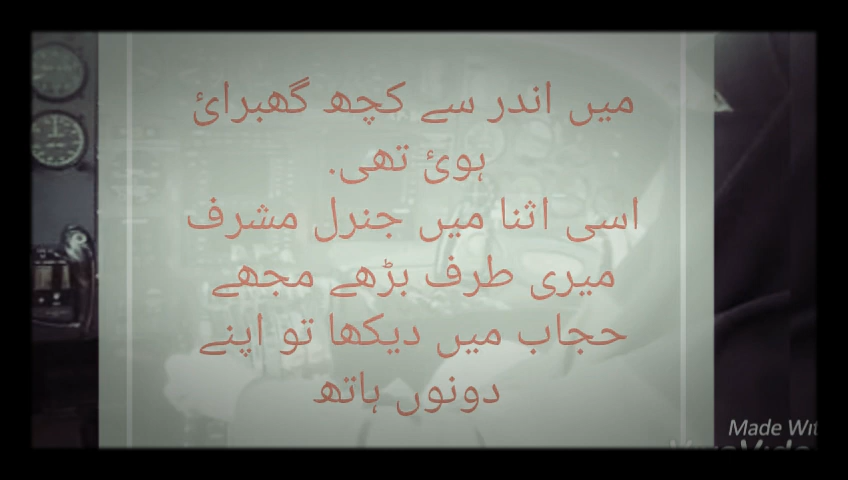 میں اندر سے کچھ گھبرائ
ہوئ تھی.
اسی اثنا میں جنرل مشرف
میری طرف بڑھے مجھے
حجاب میں دیکھا تو اپنے
دونوں ہاتھ
Made Wit